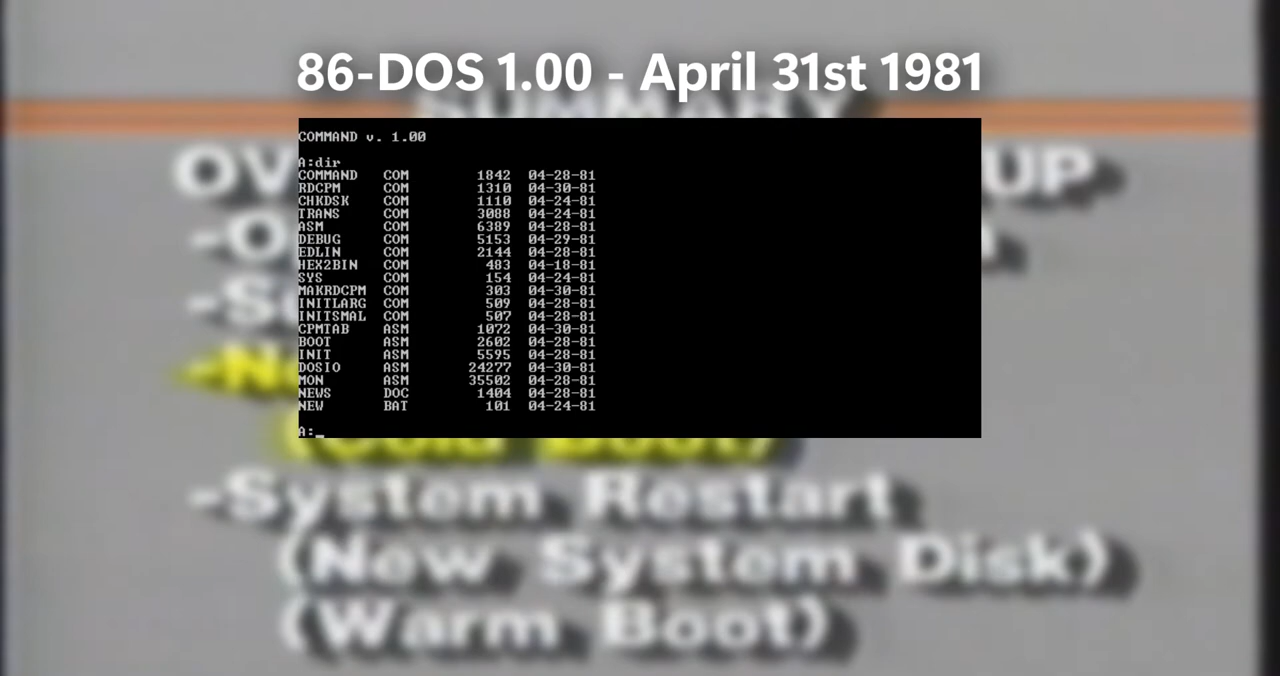 86-DOS 1.00 - April 31st 1981
SUMMARY
COMMAND v. 1.00
A:dir
COMMAND COM 1842 04-28-81
RDCPM COM 1310 04-30-81
CHKDSK COM 1110 04-24-81
TRANS COM 3088 04-24-81
ASM COM 6389 04-28-81
DEBUG COM 5153 04-29-81
EDLIN COM 2144 04-28-81
HEX2BIN COM 483 04-18-81
SYS COM 154 04-24-81
MAKRDCPM COM 303 04-30-81
INITLARG COM 509 04-28-81
INITSMAL COM 507 04-28-81
CPMTAB ASM 1072 04-30-81
BOOT ASM 2602 04-28-81
INIT ASM 5595 04-28-81
DOSIO ASM 24277 04-30-81
MON ASM 35502 04-28-81
NEWS DOC 1404 04-28-81
NEW BAT 101 04-24-81
A:_
(Cold Boot)
-System Restart
(New System Disk)
(Warm Boot)